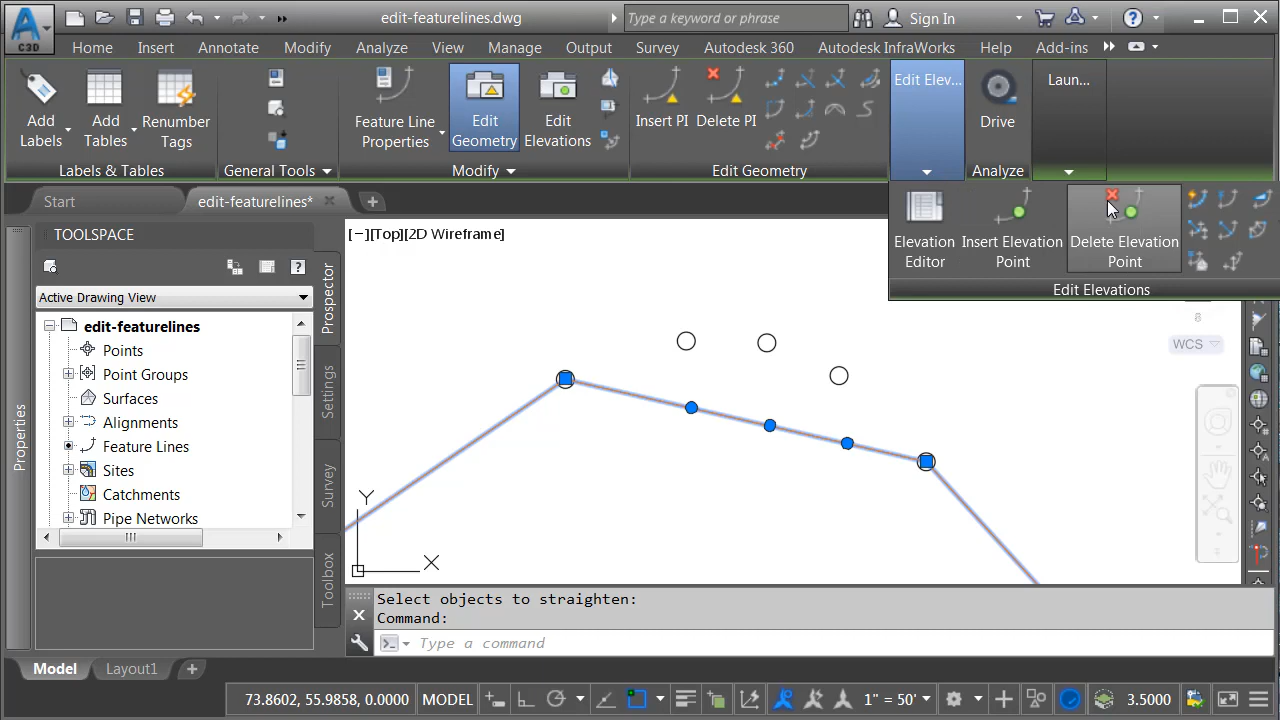 C3D
edit-featurelines.dwg
Type a keyword or phrase
Sign In
Home
Insert
Annotate
Modify
Analyze
View
Manage
Output
Survey
Autodesk 360
Autodesk InfraWorks
Help
Add-ins
Add
Labels
Add
Tables
Renumber
Tags
Feature Line
Properties
Edit
Geometry
Edit
Elevations
Insert PI
Delete PI
Edit Elev...
Drive
Laun...
Labels & Tables
General Tools
Modify
Edit Geometry
Analyze
Start
edit-featurelines*
Elevation
Editor
Insert Elevation
Point
Delete Elevation
Point
Edit Elevations
TOOLSPACE
[−][Top][2D Wireframe]
Active Drawing View
edit-featurelines
Points
Point Groups
Surfaces
Alignments
Feature Lines
Sites
Catchments
Pipe Networks
Properties
Prospector
Settings
Survey
Toolbox
WCS
Y
X
Select objects to straighten:
Command:
Type a command
Model
Layout1
73.8602, 55.9858, 0.0000
MODEL
1" = 50'
3.5000